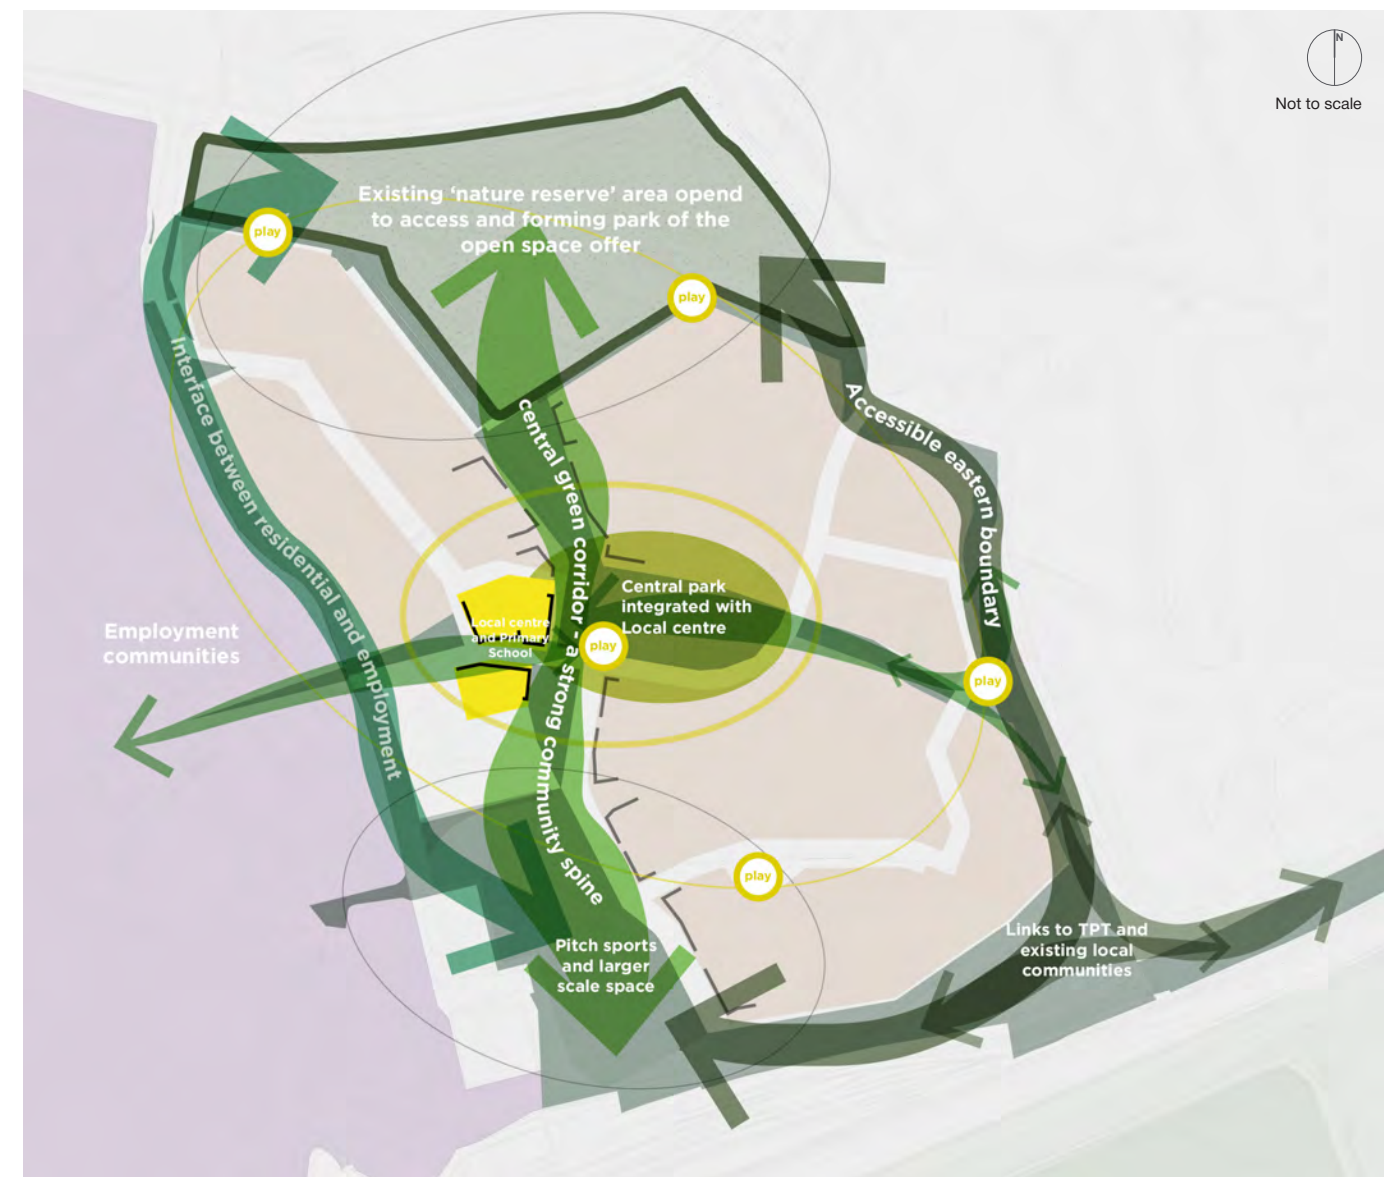 N
Not to scale
Existing ‘nature reserve’ area opend
to access and forming park of the
open space offer
play
play
Interface between residential and employment
central green corridor - a strong community spine
Accessible eastern boundary
Central park
integrated with
Local centre
Local centre
and Primary
School
play
Employment
communities
play
play
Pitch sports
and larger
scale space
Links to TPT and
existing local
communities